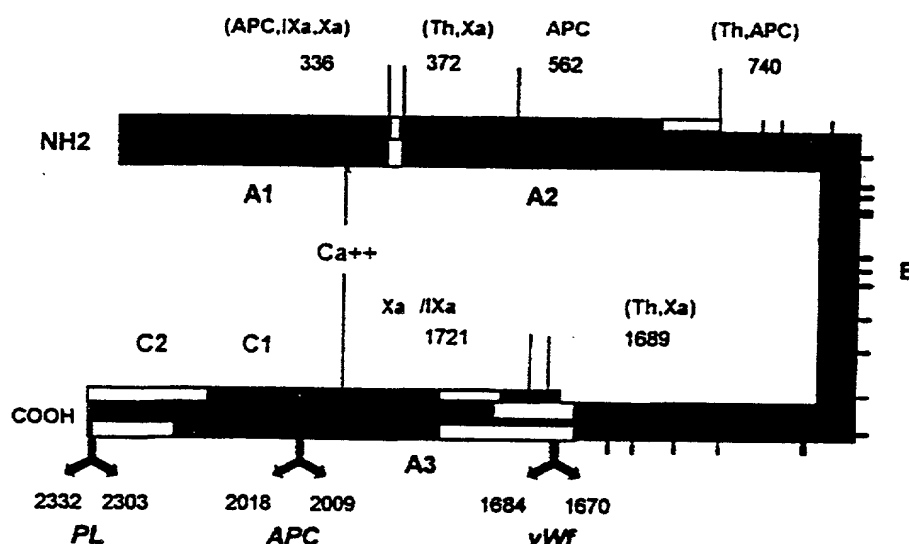 (APC,IXa,Xa) (Th,Xa) APC (Th,APC)
336 372 562 740
NH2
A1 A2
Ca++
Xa /IXa (Th,Xa)
1721 1689
C2 C1
COOH
A3
2332 2303 2018 2009 1684 1670
PL APC vWf